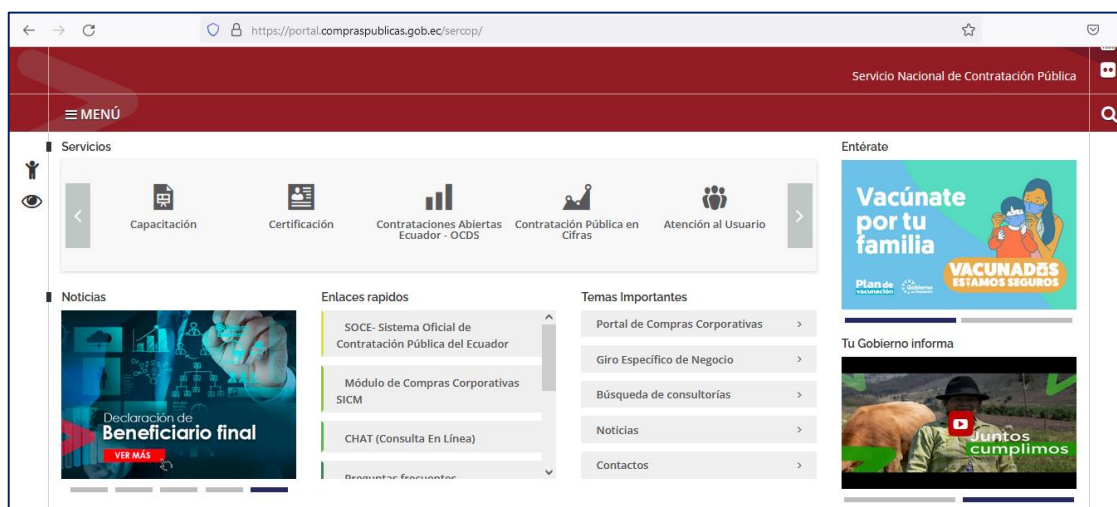 https://portal.compraspublicas.gob.ec/sercop/
Servicio Nacional de Contratación Pública
MENÚ
Servicios
Capacitación
Certificación
Contrataciones Abiertas
Ecuador - OCDS
Contratación Pública en
Cifras
Atención al Usuario
Entérate
Vacúnate
por tu
familia
VACUNADOS
ESTAMOS SEGUROS
Plan de
vacunación
Gobierno
Noticias
Declaración de
Beneficiario final
VER MÁS
Enlaces rapidos
SOCE- Sistema Oficial de
Contratación Pública del Ecuador
Módulo de Compras Corporativas
SICM
CHAT (Consulta En Línea)
Preguntas frecuentes
Temas Importantes
Portal de Compras Corporativas
Giro Específico de Negocio
Búsqueda de consultorías
Noticias
Contactos
Tu Gobierno informa
Juntos
cumplimos